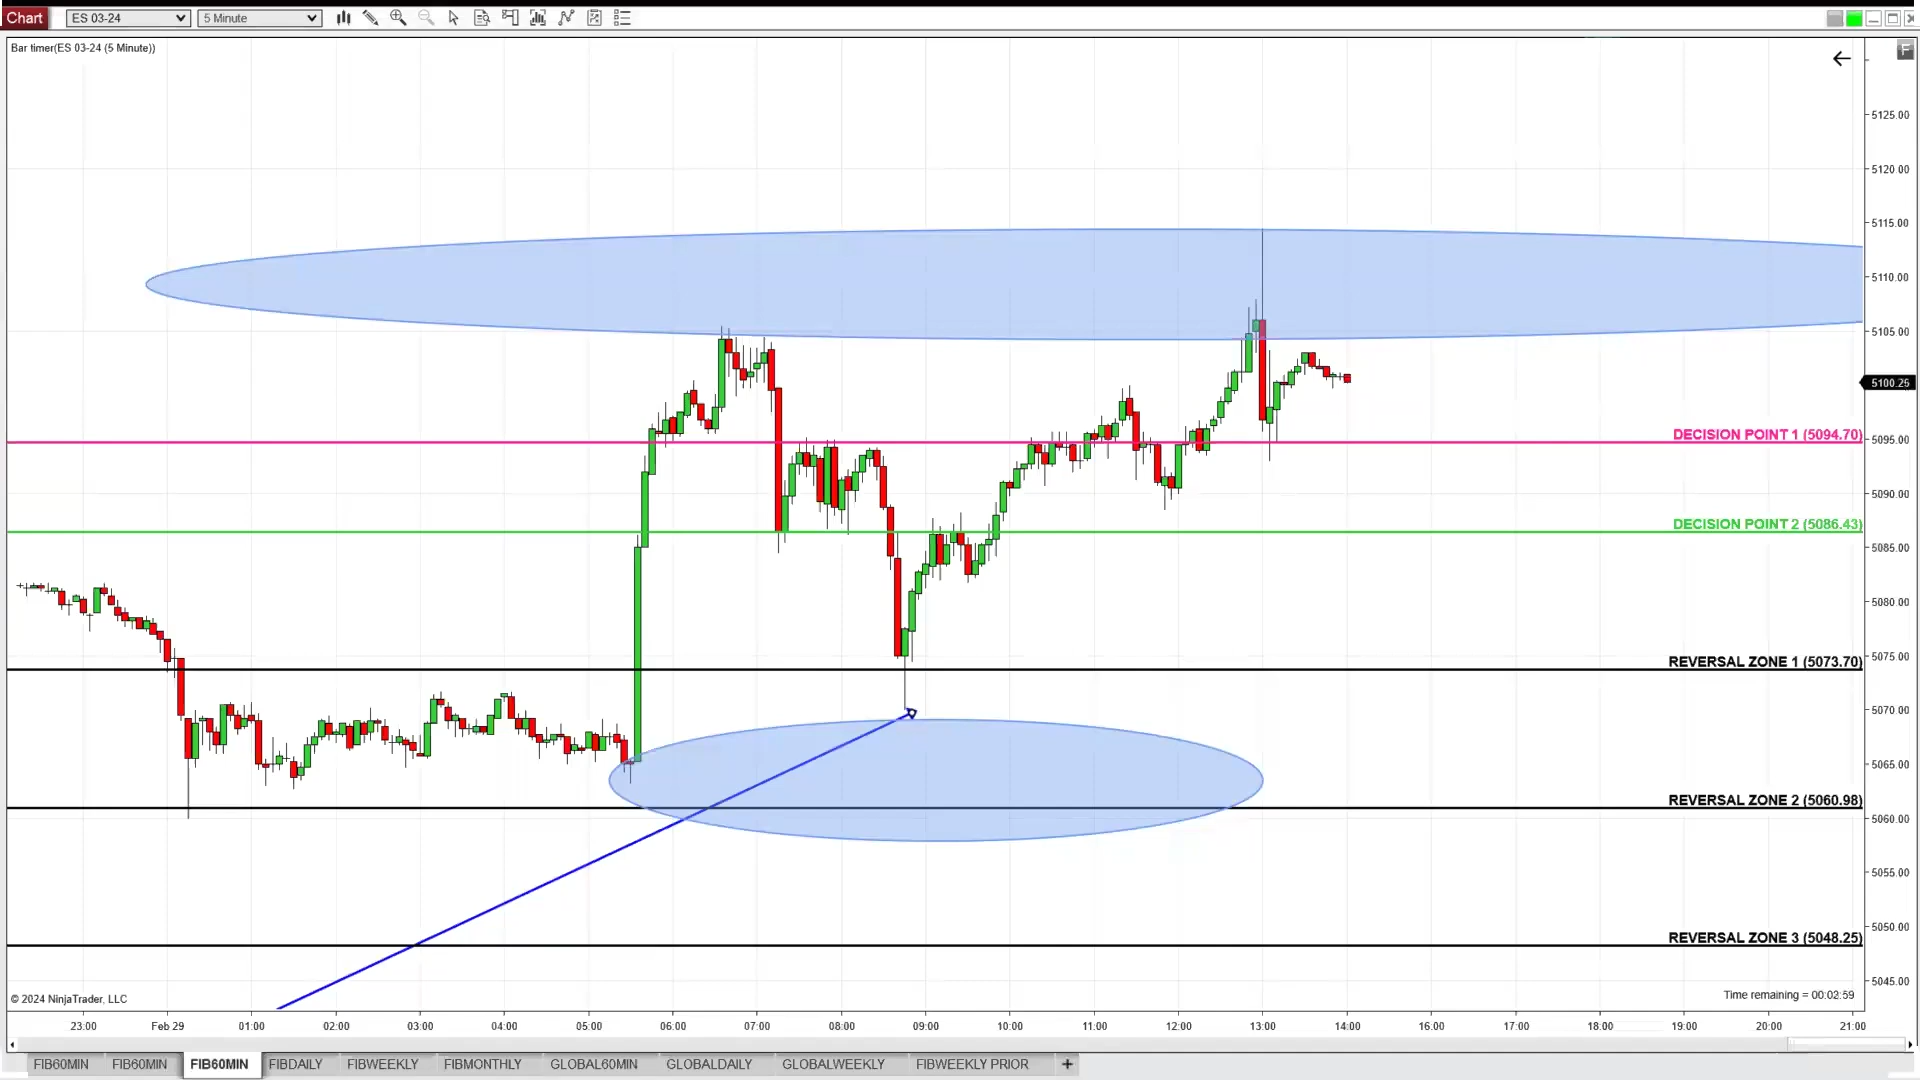 Chart ES 03-24 5 Minute
Bar timer(ES 03-24 (5 Minute))
F
5125.00
5120.00
5115.00
5110.00
5105.00
5100.25
DECISION POINT 1 (5094.70)
5095.00
5090.00
DECISION POINT 2 (5086.43)
5085.00
5080.00
5075.00
REVERSAL ZONE 1 (5073.70)
5070.00
5065.00
REVERSAL ZONE 2 (5060.98)
5060.00
5055.00
5050.00
REVERSAL ZONE 3 (5048.25)
5045.00
© 2024 NinjaTrader, LLC
Time remaining = 00:02:59
23:00 Feb 29 01:00 02:00 03:00 04:00 05:00 06:00 07:00 08:00 09:00 10:00 11:00 12:00 13:00 14:00 16:00 17:00 18:00 19:00 20:00 21:00
FIB60MIN FIB60MIN FIB60MIN FIBDAILY FIBWEEKLY FIBMONTHLY GLOBAL60MIN GLOBALDAILY GLOBALWEEKLY FIBWEEKLY PRIOR +